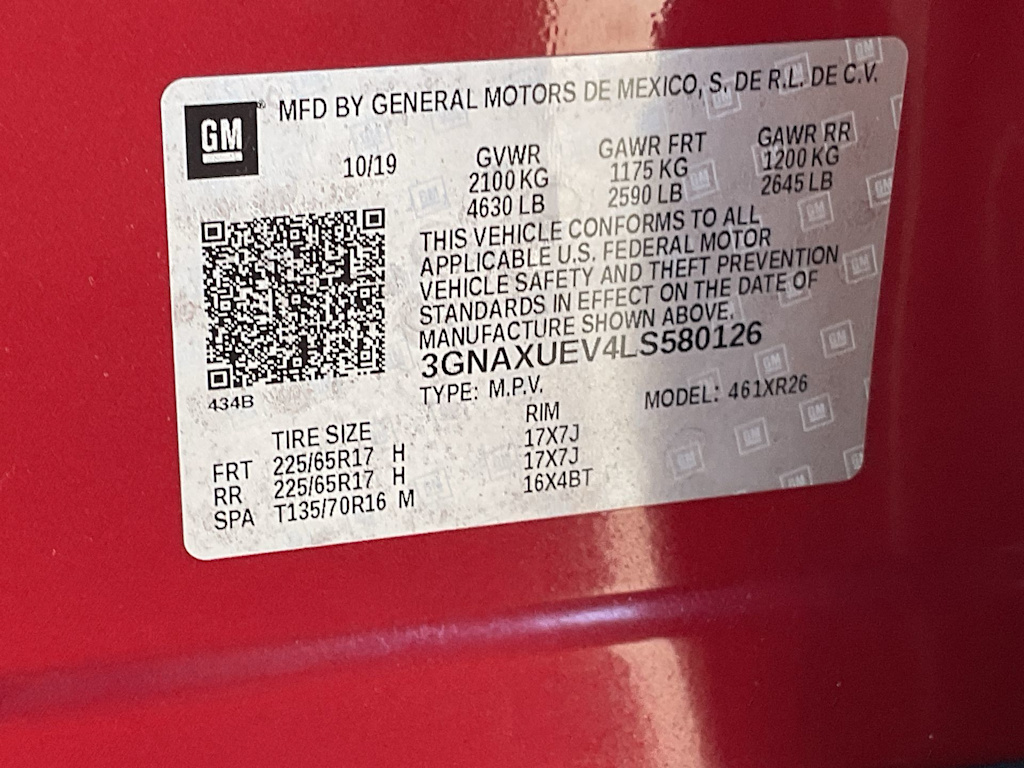 GM
MFD BY GENERAL MOTORS DE MEXICO, S. DE R.L. DE C.V.
10/19
GVWR GAWR FRT GAWR RR
2100 KG 1175 KG 1200 KG
4630 LB 2590 LB 2645 LB
THIS VEHICLE CONFORMS TO ALL
APPLICABLE U.S. FEDERAL MOTOR
VEHICLE SAFETY AND THEFT PREVENTION
STANDARDS IN EFFECT ON THE DATE OF
MANUFACTURE SHOWN ABOVE.
3GNAXUEV4LS580126
TYPE: M.P.V. MODEL: 461XR26
434B
TIRE SIZE RIM
FRT 225/65R17 H 17X7J
RR 225/65R17 H 17X7J
SPA T135/70R16 M 16X4BT